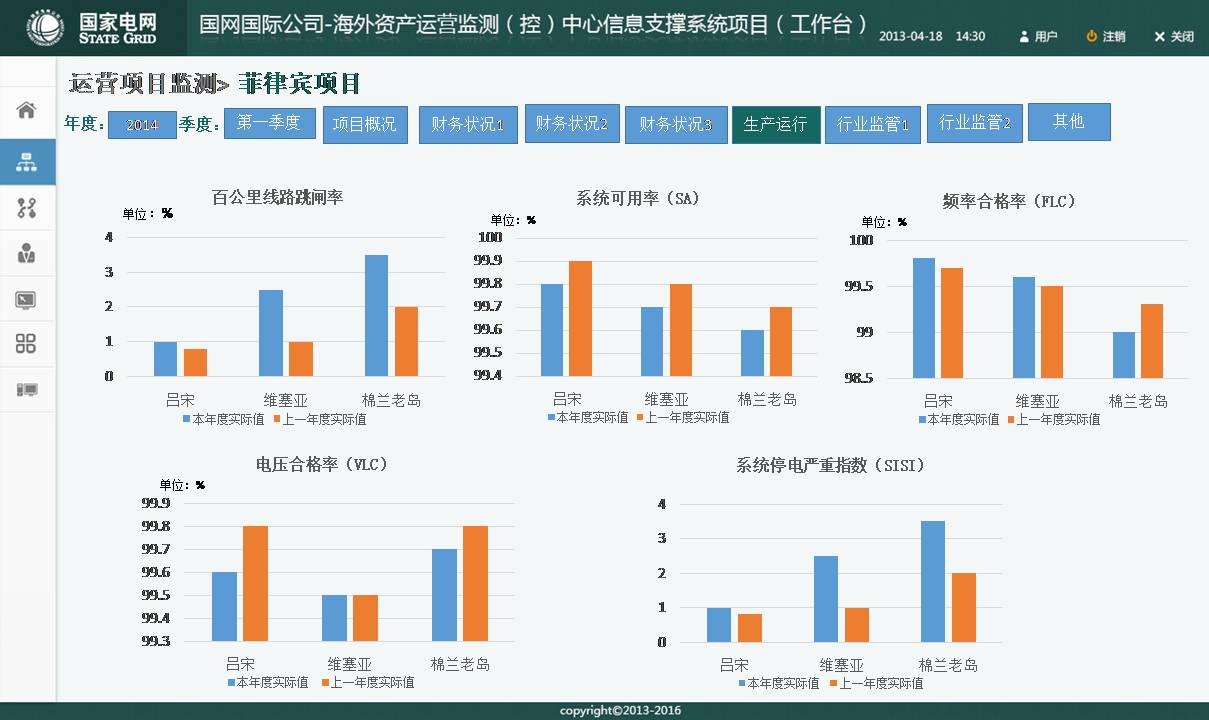 国家电网
STATE GRID
国网国际公司-海外资产运营监测（控）中心信息支撑系统项目（工作台）
2013-04-18 14:30 用户 注销 关闭
运营项目监测> 菲律宾项目
年度： 2014 季度： 第一季度 项目概况 财务状况1 财务状况2 财务状况3 生产运行 行业监管1 行业监管2 其他
百公里线路跳闸率
单位：%
4
3
2
1
0
吕宋 维塞亚 棉兰老岛
本年度实际值 上一年度实际值
系统可用率（SA）
单位：%
100
99.9
99.8
99.7
99.6
99.5
99.4
吕宋 维塞亚 棉兰老岛
本年度实际值 上一年度实际值
频率合格率（FLC）
单位：%
100
99.5
99
98.5
吕宋 维塞亚 棉兰老岛
本年度实际值 上一年度实际值
电压合格率（VLC）
单位：%
99.9
99.8
99.7
99.6
99.5
99.4
99.3
吕宋 维塞亚 棉兰老岛
本年度实际值 上一年度实际值
系统停电严重指数（SISI）
4
3
2
1
0
吕宋 维塞亚 棉兰老岛
本年度实际值 上一年度实际值
copyright©2013-2016